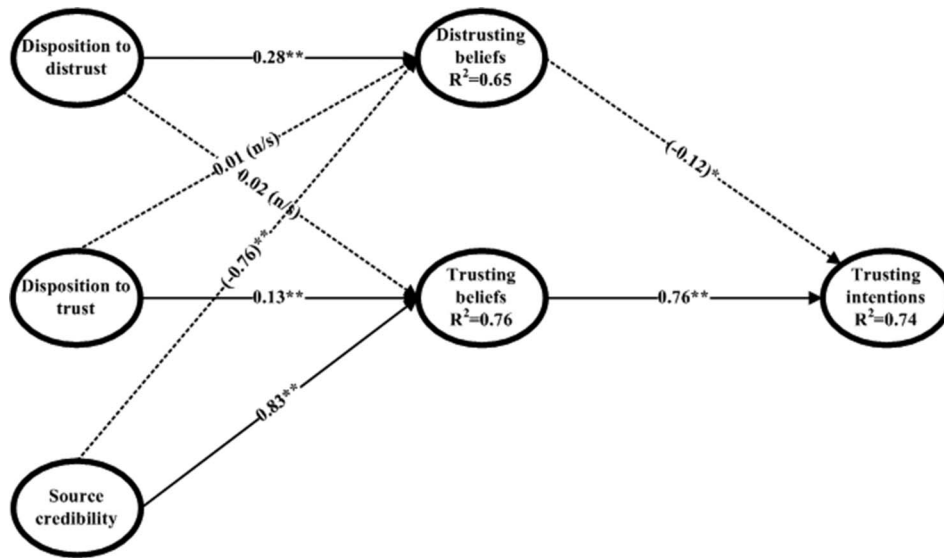 Disposition to
distrust
0.28**
Distrusting
beliefs
R²=0.65
0.01 (n/s)
0.02 (n/s)
(-0.12)*
(-0.76)**
Disposition to
trust
0.13**
Trusting
beliefs
R²=0.76
0.76**
Trusting
intentions
R²=0.74
0.83**
Source
credibility